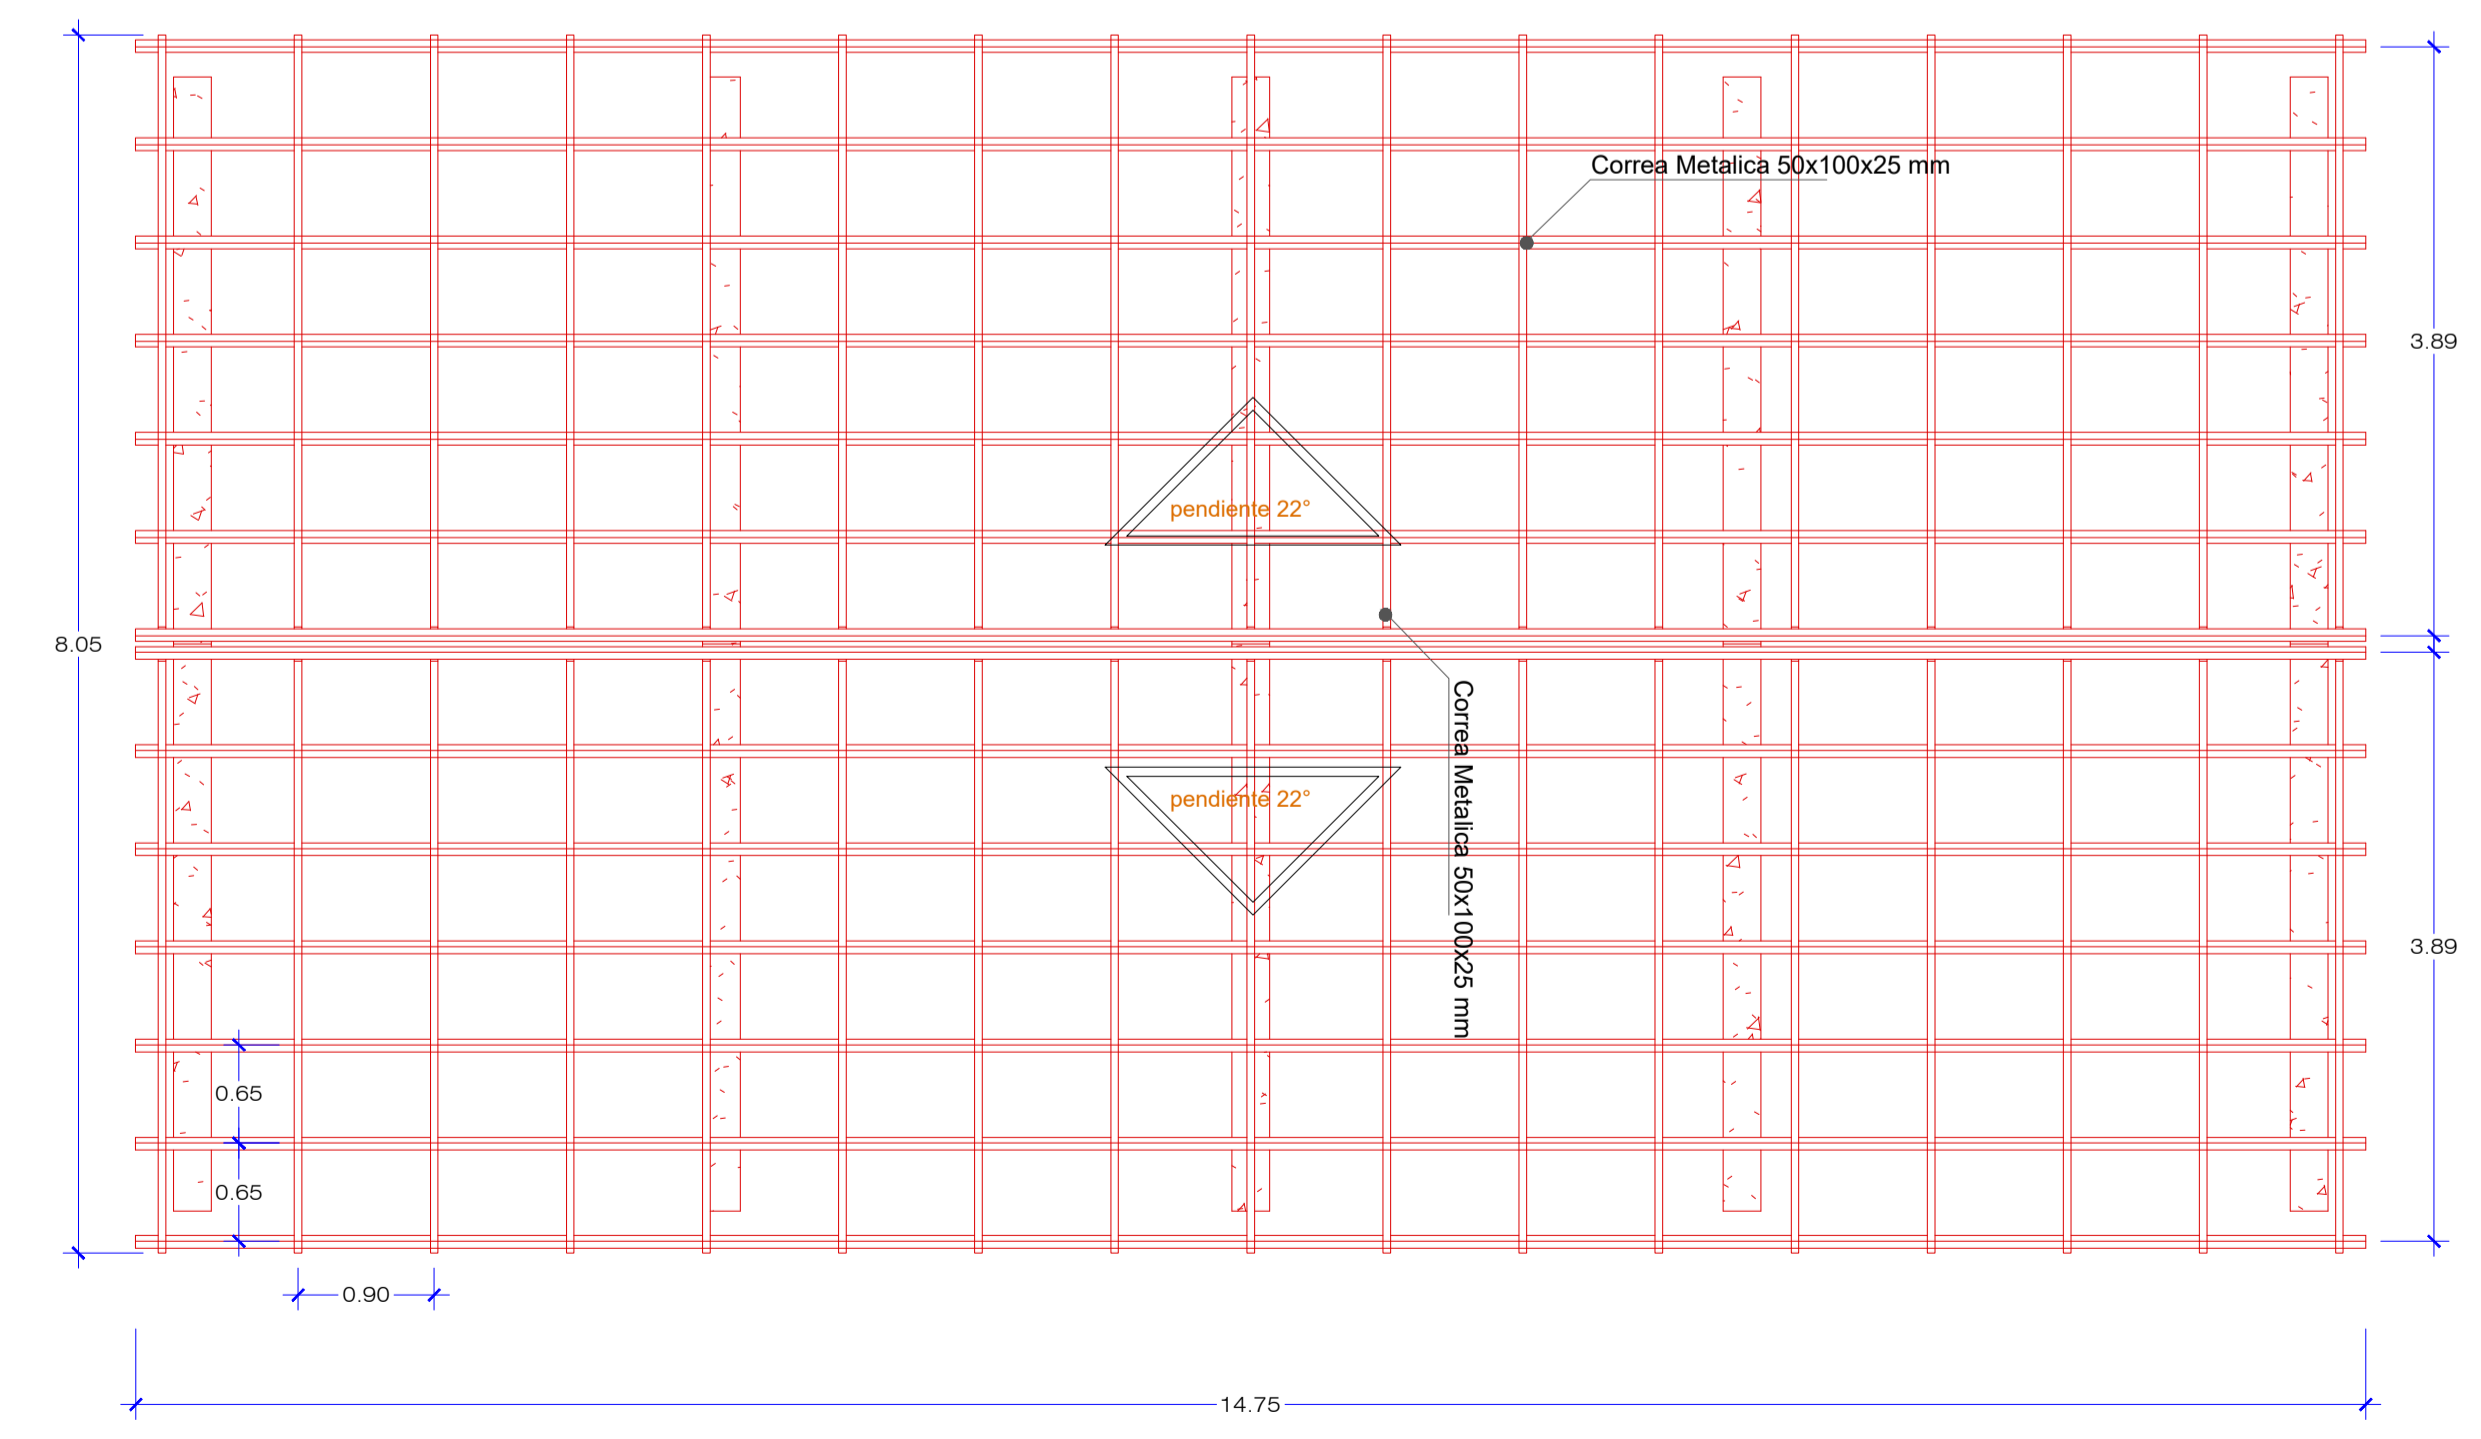 Correa Metalica 50x100x25 mm
3.89
pendiente 22°
8.05
Correa Metalica 50x100x25 mm
pendiente 22°
3.89
0.65
0.65
0.90
14.75